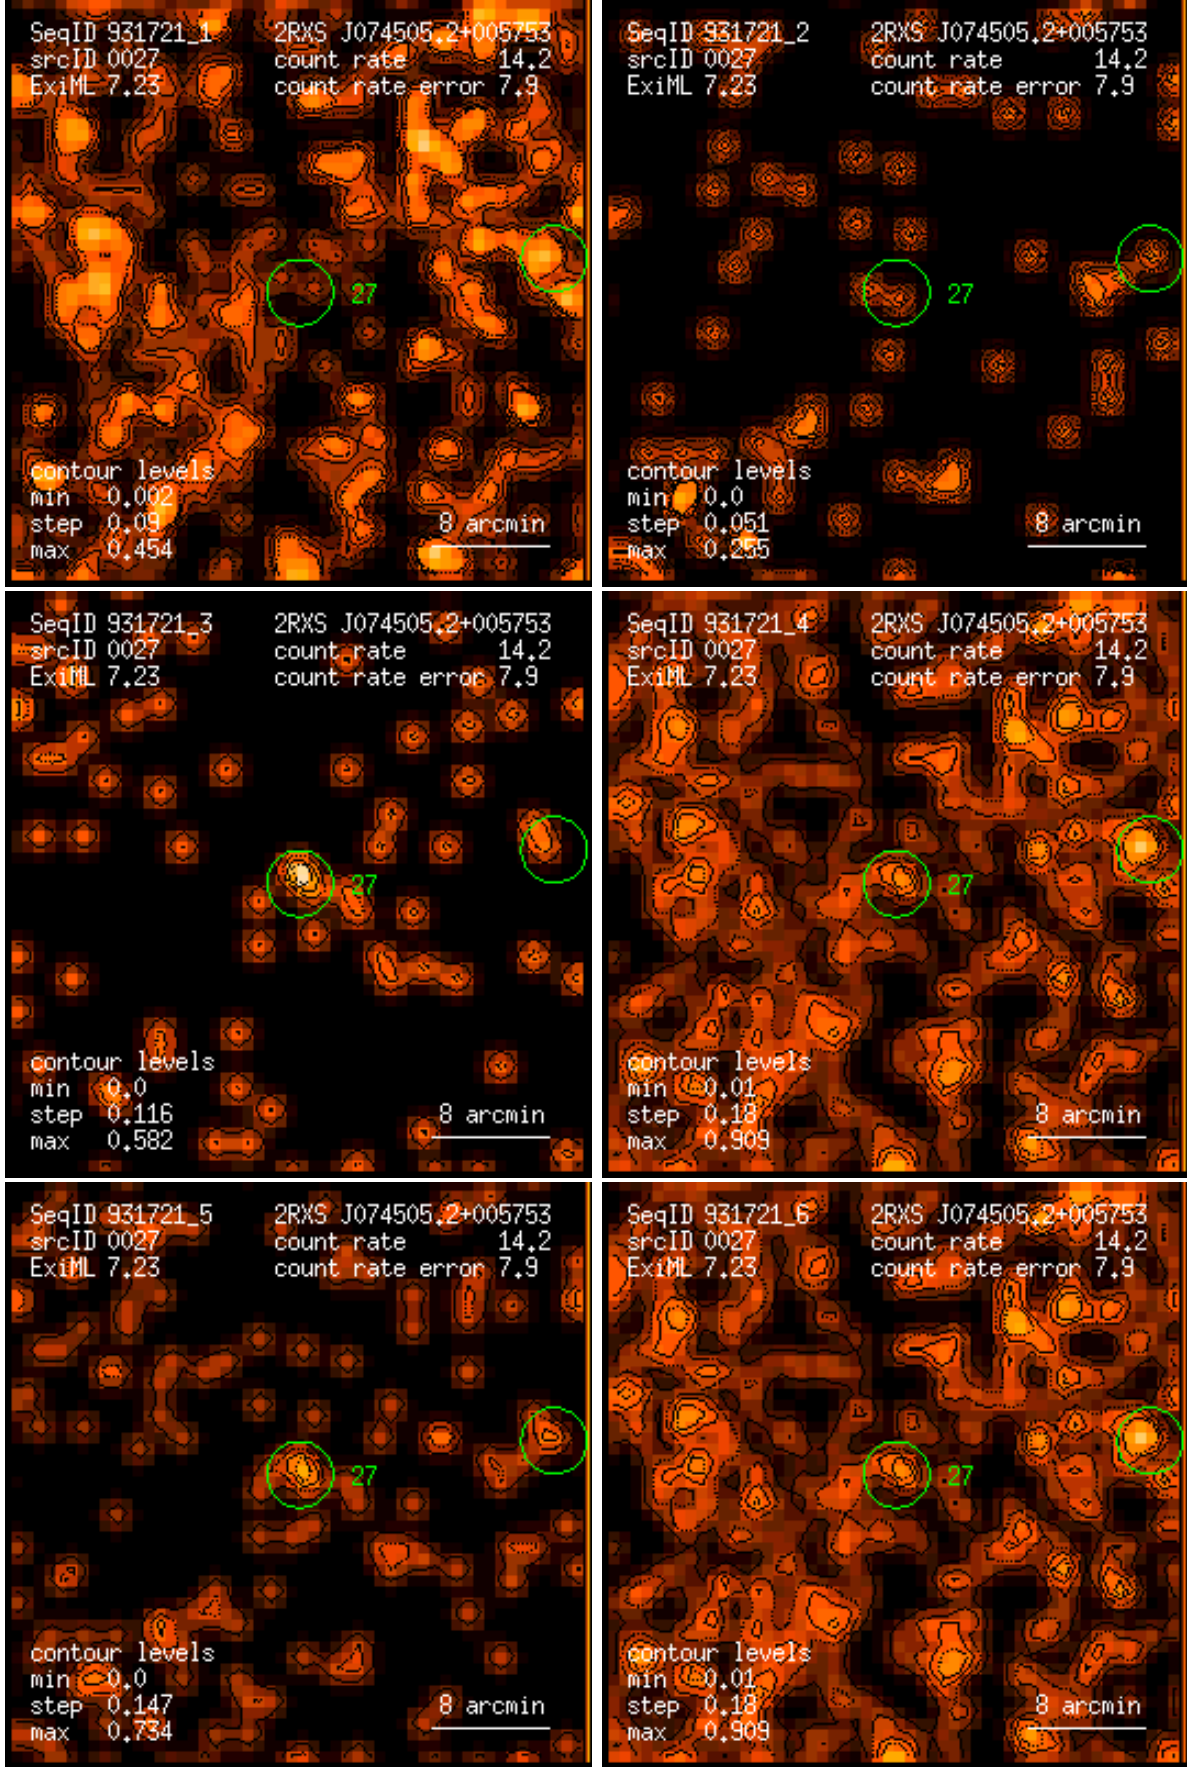 SeqID 931721_1 2RXS J074505.2+005753
srcID 0027 count rate 14.2
ExiML 7.23 count rate error 7.9
27
contour levels
min 0.002
step 0.09 8 arcmin
max 0.454
SeqID 931721_2 2RXS J074505.2+005753
srcID 0027 count rate 14.2
ExiML 7.23 count rate error 7.9
27
contour levels
min 0.0
step 0.051 8 arcmin
max 0.255
SeqID 931721_3 2RXS J074505.2+005753
srcID 0027 count rate 14.2
ExiML 7.23 count rate error 7.9
27
contour levels
min 0.0
step 0.116 8 arcmin
max 0.582
SeqID 931721_4 2RXS J074505.2+005753
srcID 0027 count rate 14.2
ExiML 7.23 count rate error 7.9
27
contour levels
min 0.01
step 0.18 8 arcmin
max 0.909
SeqID 931721_5 2RXS J074505.2+005753
srcID 0027 count rate 14.2
ExiML 7.23 count rate error 7.9
27
contour levels
min 0.0
step 0.147 8 arcmin
max 0.734
SeqID 931721_6 2RXS J074505.2+005753
srcID 0027 count rate 14.2
ExiML 7.23 count rate error 7.9
27
contour levels
min 0.01
step 0.18 8 arcmin
max 0.909